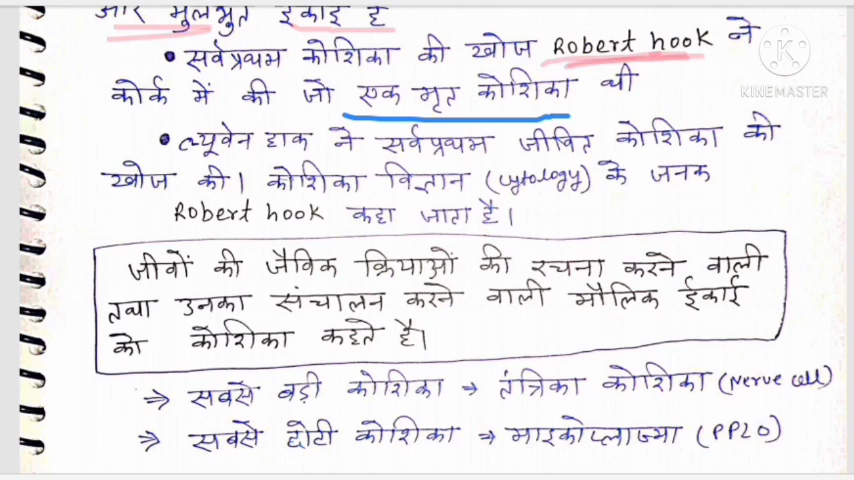 और मुलभुत इकाई है
• सर्वप्रथम कोशिका की खोज Robert hook ने
कोर्क में की जो एक मृत कोशिका थी
• ल्यूवेन हाक ने सर्वप्रथम जीवित कोशिका की
खोज की। कोशिका विज्ञान (Cytology) के जनक
Robert hook कहा जाता है।
जीवों की जैविक क्रियाओं की रचना करने वाली
तथा उनका संचालन करने वाली मौलिक ईकाई
को कोशिका कहते है।
⇒ सबसे बड़ी कोशिका → तंत्रिका कोशिका (Nerve cell)
⇒ सबसे छोटी कोशिका → माइकोप्लाज्मा (PPLO)
KINEMASTER